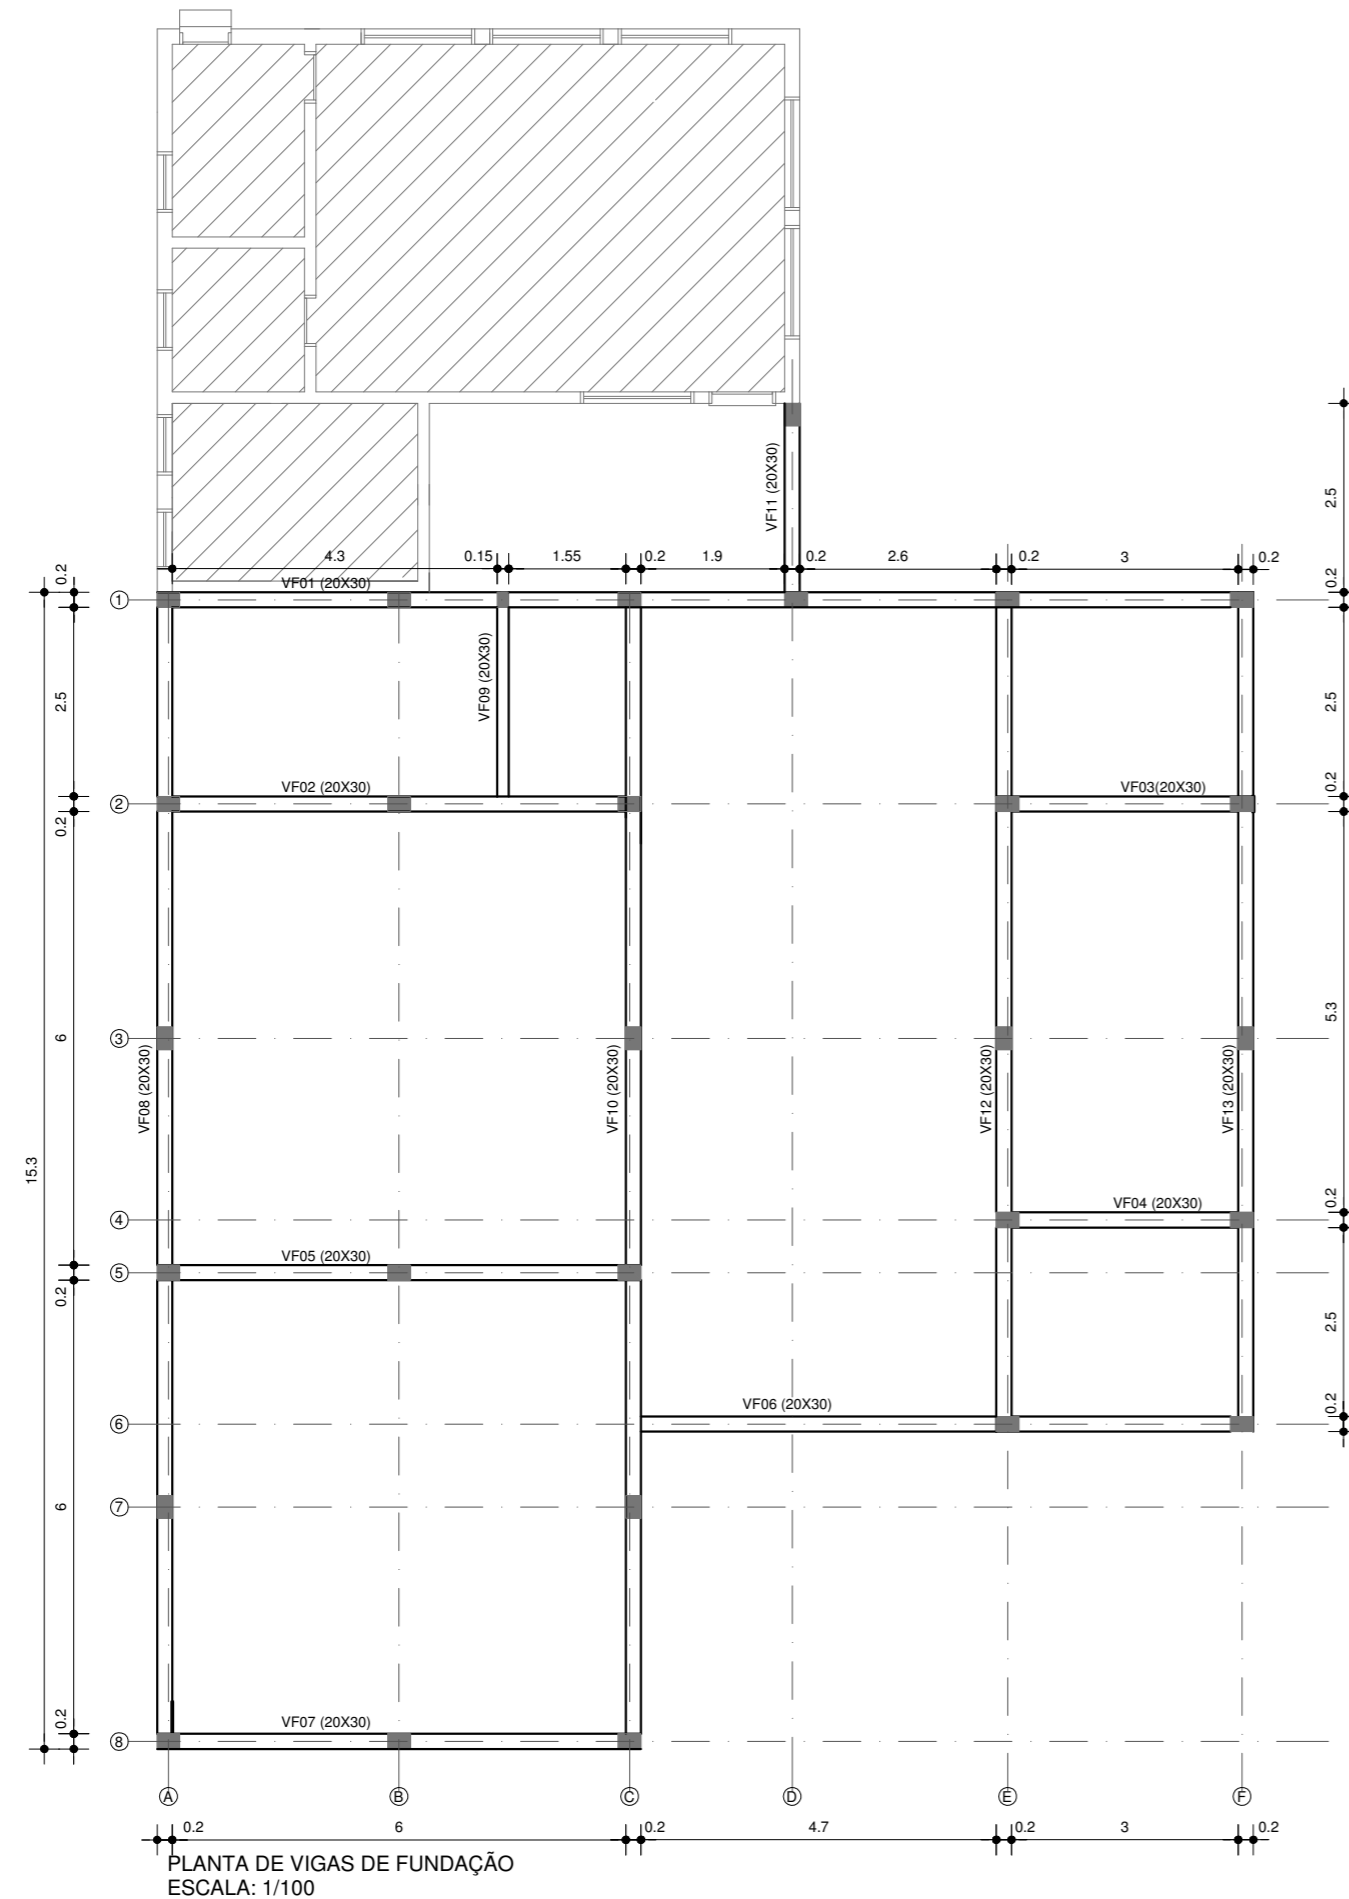 2.5
VF11 (20X30)
4.3 0.15 1.55 0.2 1.9 0.2 2.6 0.2 3 0.2
0.2 VF01 (20X30) 0.2
1
2.5 VF09 (20X30) 2.5
VF02 (20X30) VF03(20X30) 0.2
2
0.2
6 5.3
3
VF08 (20X30) VF10 (20X30) VF12 (20X30) VF13 (20X30)
15.3
4 VF04 (20X30) 0.2
VF05 (20X30)
5
0.2 2.5
VF06 (20X30) 0.2
6
6
7
0.2 VF07 (20X30)
8
A B C D E F
0.2 6 0.2 4.7 0.2 3 0.2
PLANTA DE VIGAS DE FUNDAÇÃO
ESCALA: 1/100